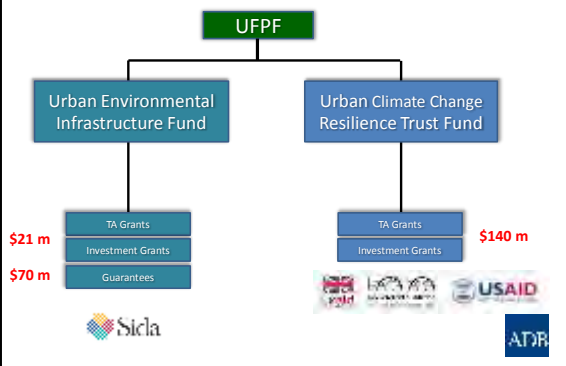 UFPF
Urban Environmental
Infrastructure Fund
Urban Climate Change
Resilience Trust Fund
TA Grants
Investment Grants
Guarantees
$21 m
$70 m
TA Grants
Investment Grants
$140 m
Sida
USAID
ADB